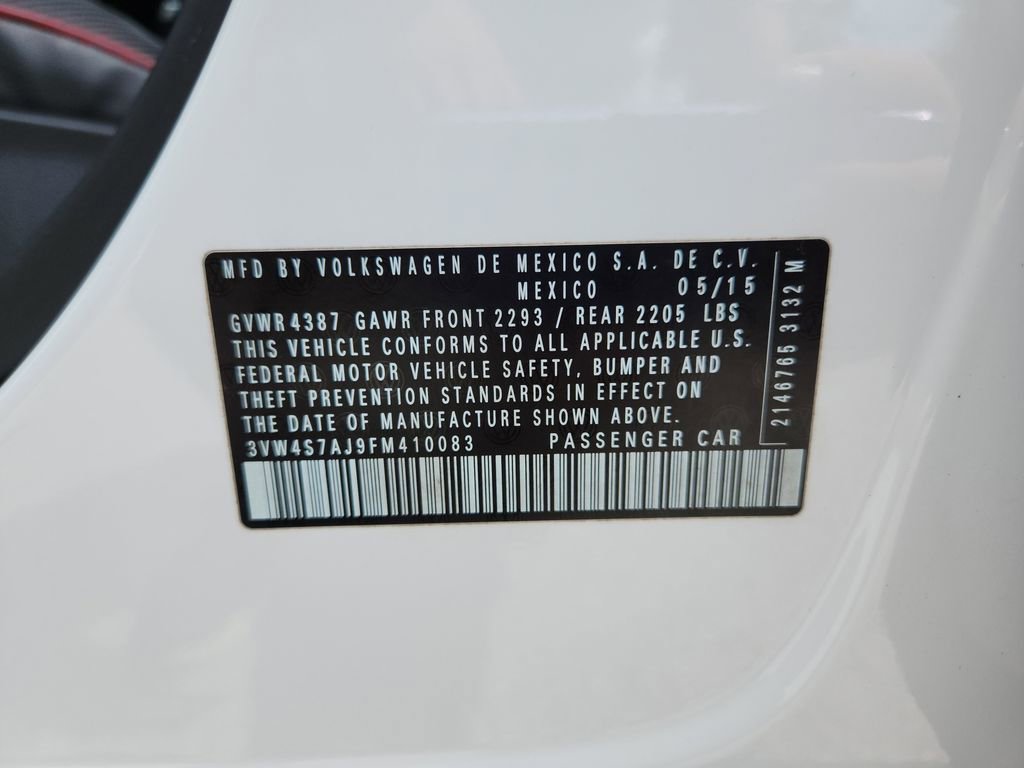 MFD BY VOLKSWAGEN DE MEXICO S.A. DE C.V.
MEXICO 05/15
GVWR 4387 GAWR FRONT 2293 / REAR 2205 LBS
THIS VEHICLE CONFORMS TO ALL APPLICABLE U.S.
FEDERAL MOTOR VEHICLE SAFETY, BUMPER AND
THEFT PREVENTION STANDARDS IN EFFECT ON
THE DATE OF MANUFACTURE SHOWN ABOVE.
3VW4S7AJ9FM410083 PASSENGER CAR
2146765 3132 M